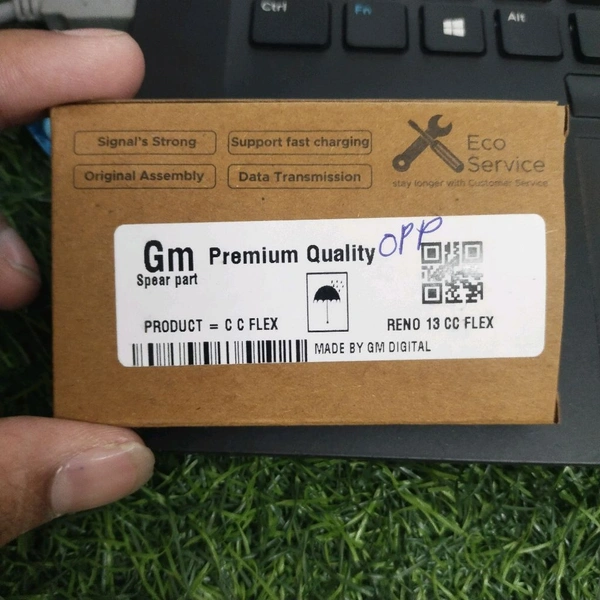 Ctrl
Fn
Alt
Signal's Strong
Support fast charging
Original Assembly
Data Transmission
Eco
Service
stay longer with Customer Service
Gm
Spear part
Premium Quality
OPP
PRODUCT = C C FLEX
RENO 13 CC FLEX
MADE BY GM DIGITAL